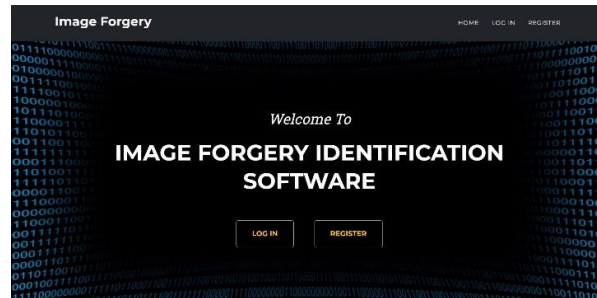 Image Forgery
HOME LOG IN REGISTER
Welcome To
IMAGE FORGERY IDENTIFICATION
SOFTWARE
LOG IN REGISTER